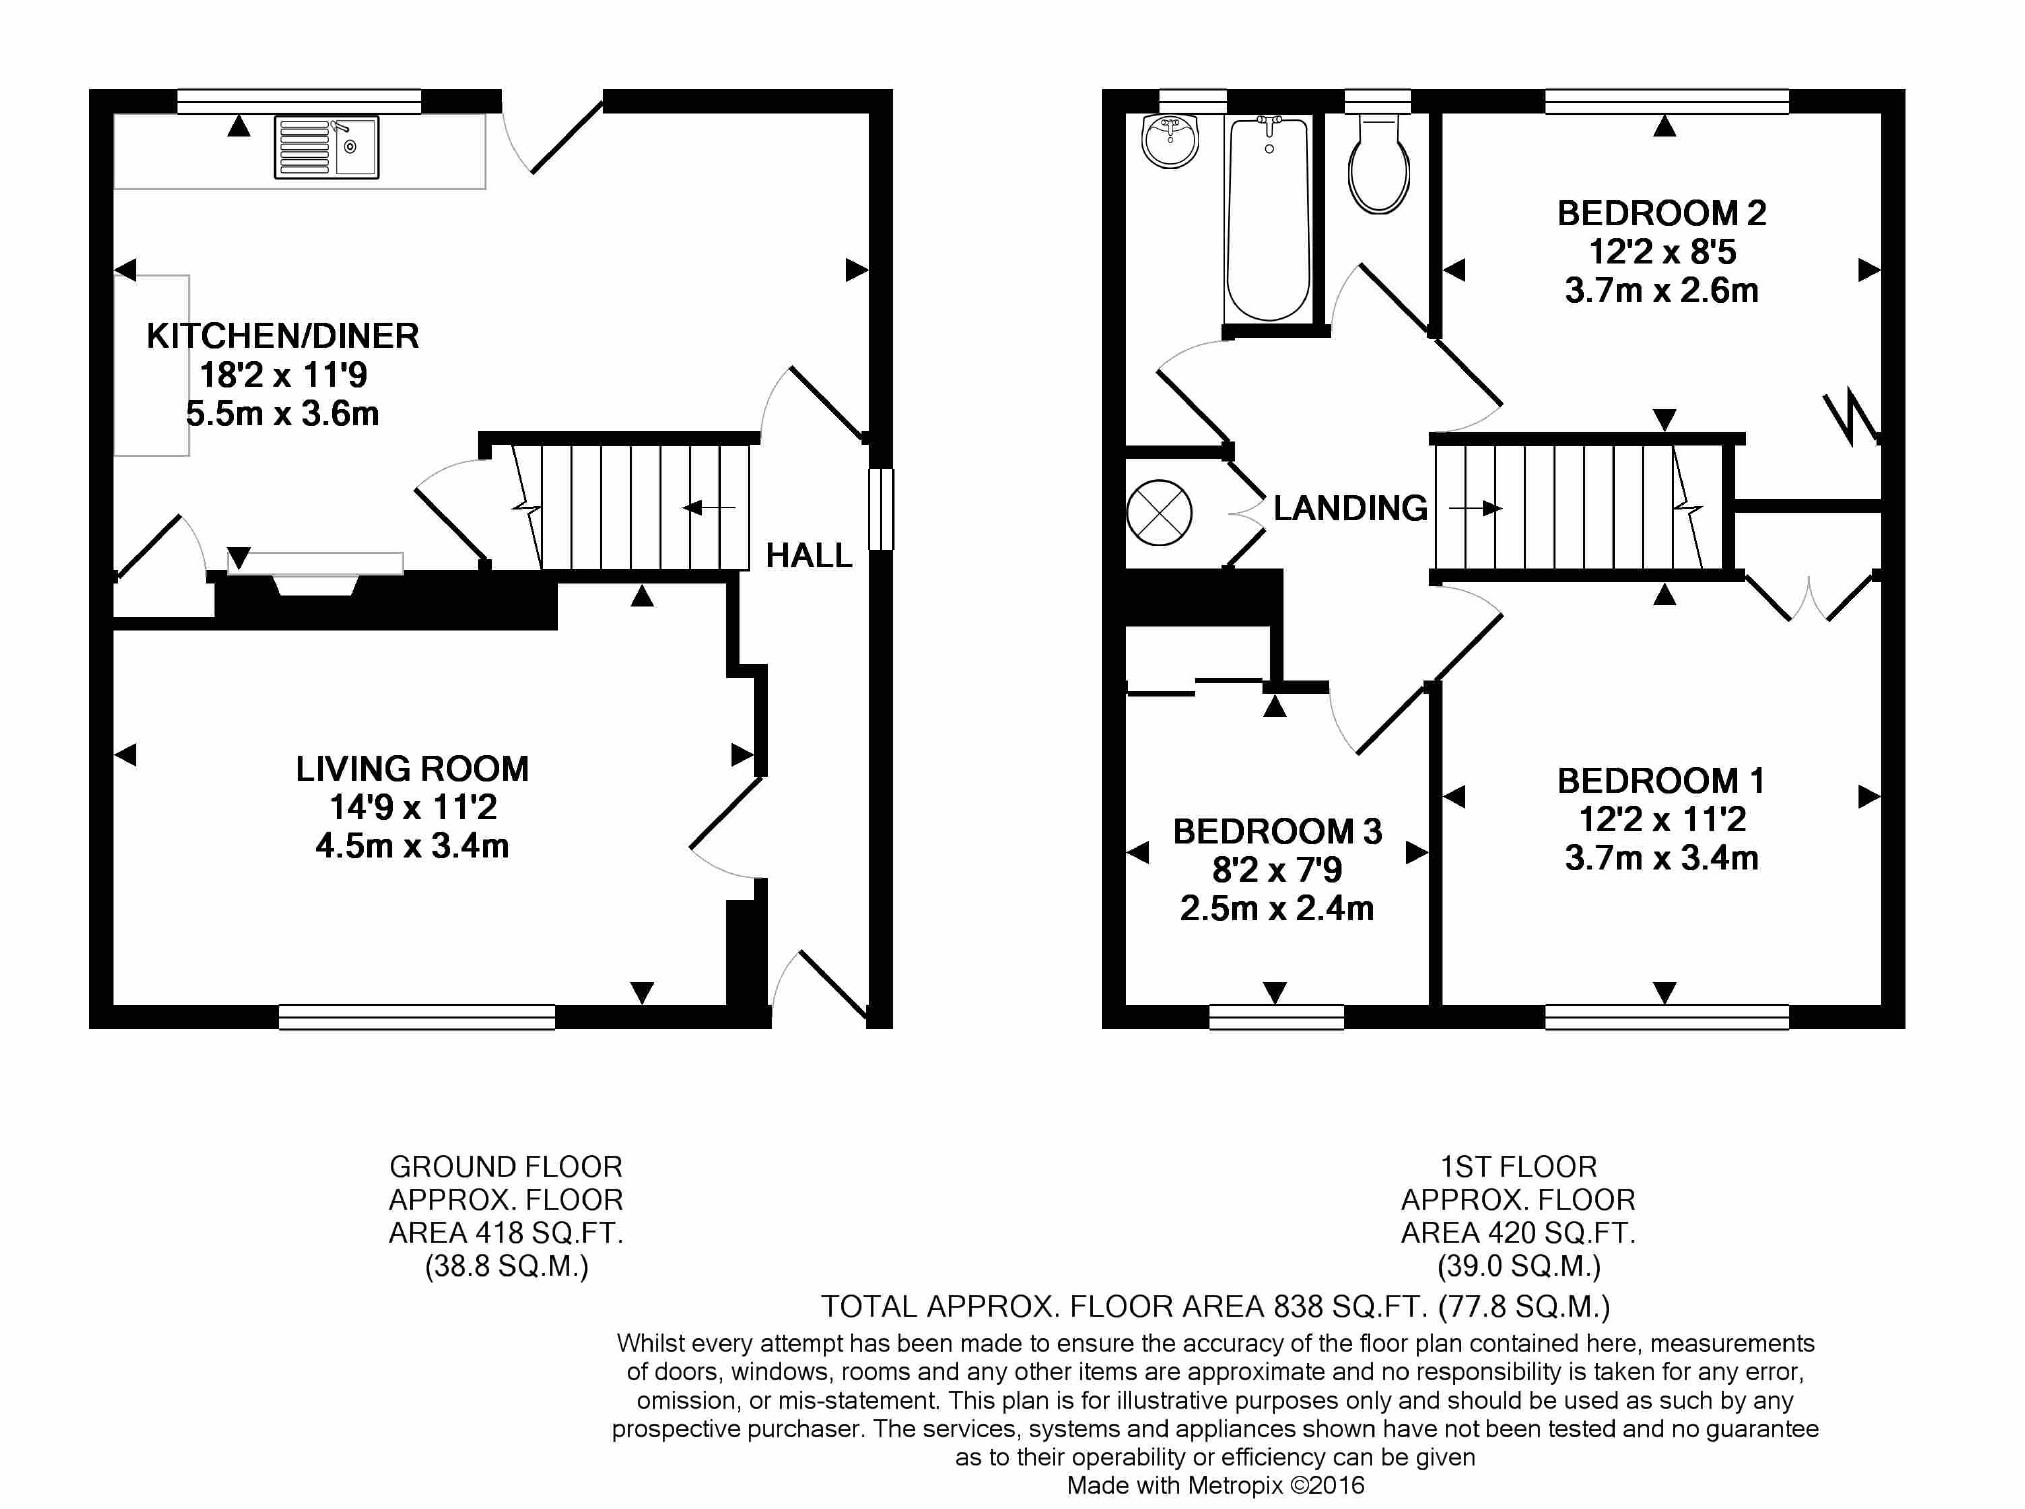 KITCHEN/DINER
18'2 x 11'9
5.5m x 3.6m
HALL
LIVING ROOM
14'9 x 11'2
4.5m x 3.4m
BEDROOM 2
12'2 x 8'5
3.7m x 2.6m
LANDING
BEDROOM 1
12'2 x 11'2
3.7m x 3.4m
BEDROOM 3
8'2 x 7'9
2.5m x 2.4m
GROUND FLOOR
APPROX. FLOOR
AREA 418 SQ.FT.
(38.8 SQ.M.)
1ST FLOOR
APPROX. FLOOR
AREA 420 SQ.FT.
(39.0 SQ.M.)
TOTAL APPROX. FLOOR AREA 838 SQ.FT. (77.8 SQ.M.)
Whilst every attempt has been made to ensure the accuracy of the floor plan contained here, measurements
of doors, windows, rooms and any other items are approximate and no responsibility is taken for any error,
omission, or mis-statement. This plan is for illustrative purposes only and should be used as such by any
prospective purchaser. The services, systems and appliances shown have not been tested and no guarantee
as to their operability or efficiency can be given
Made with Metropix ©2016